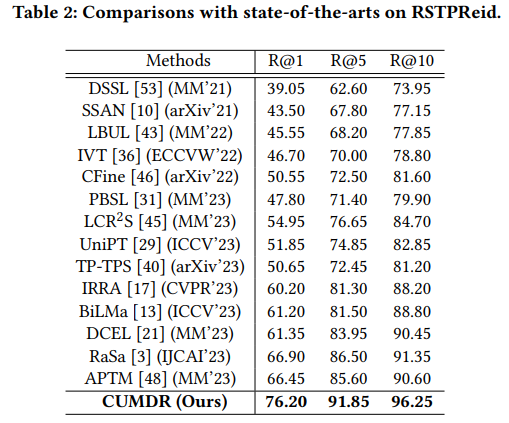 Table 2: Comparisons with state-of-the-arts on RSTPReid.
Methods R@1 R@5 R@10
DSSL [53] (MM’21) 39.05 62.60 73.95
SSAN [10] (arXiv’21) 43.50 67.80 77.15
LBUL [43] (MM’22) 45.55 68.20 77.85
IVT [36] (ECCVW’22) 46.70 70.00 78.80
CFine [46] (arXiv’22) 50.55 72.50 81.60
PBSL [31] (MM’23) 47.80 71.40 79.90
LCR²S [45] (MM’23) 54.95 76.65 84.70
UniPT [29] (ICCV’23) 51.85 74.85 82.85
TP-TPS [40] (arXiv’23) 50.65 72.45 81.20
IRRA [17] (CVPR’23) 60.20 81.30 88.20
BiLMa [13] (ICCV’23) 61.20 81.50 88.80
DCEL [21] (MM’23) 61.35 83.95 90.45
RaSa [3] (IJCAI’23) 66.90 86.50 91.35
APTM [48] (MM’23) 66.45 85.60 90.60
CUMDR (Ours) 76.20 91.85 96.25